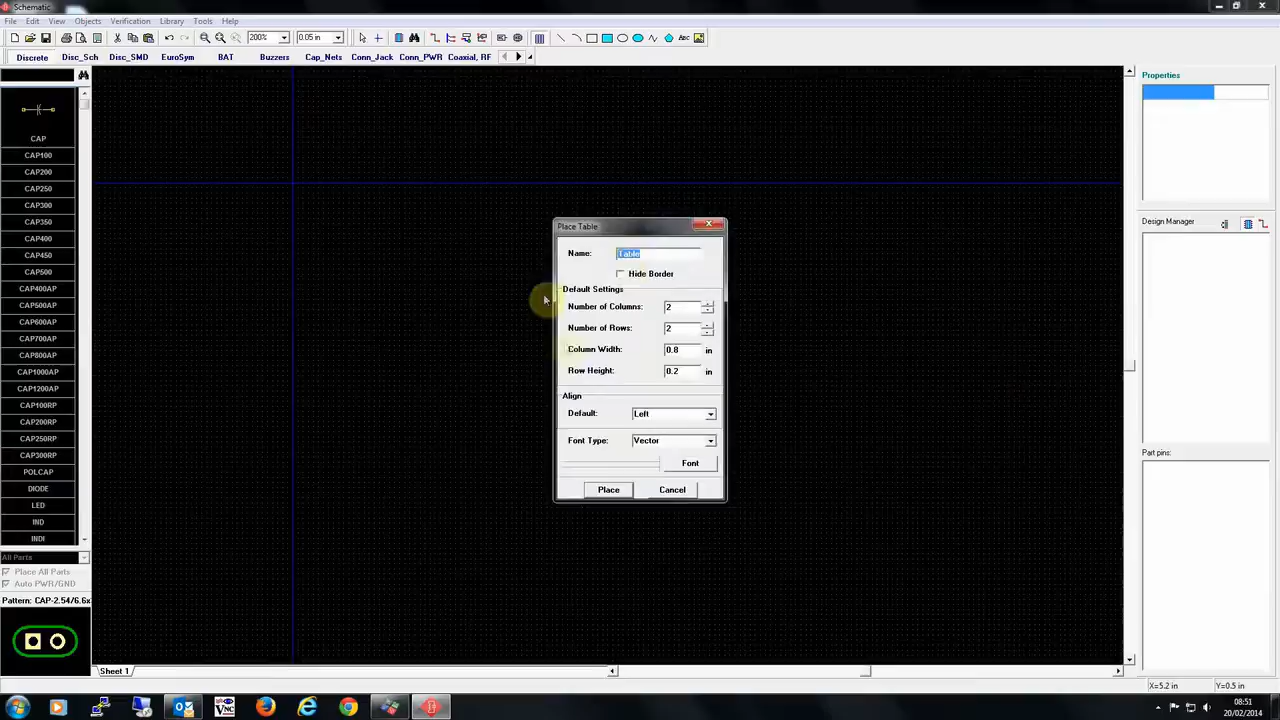 Schematic
File Edit View Objects Verification Library Tools Help
200% 0.05 in Abc
Discrete Disc_Sch Disc_SMD EuroSym BAT Buzzers Cap_Nets Conn_Jack Conn_PWR Coaxial, RF
CAP
CAP100
CAP200
CAP250
CAP300
CAP350
CAP400
CAP450
CAP500
CAP400AP
CAP500AP
CAP600AP
CAP700AP
CAP800AP
CAP1000AP
CAP1200AP
CAP100RP
CAP200RP
CAP250RP
CAP300RP
POLCAP
DIODE
LED
IND
INDI
All Parts
Place All Parts
Auto PWR/GND
Pattern: CAP-2.54/6.6x
Place Table
Name: Table
Hide Border
Default Settings
Number of Columns: 2
Number of Rows: 2
Column Width: 0.8 in
Row Height: 0.2 in
Align
Default: Left
Font Type: Vector
Font
Place Cancel
Properties
Design Manager
Part pins:
Sheet 1
X=5.2 in Y=0.5 in
VNC
08:51
20/02/2014